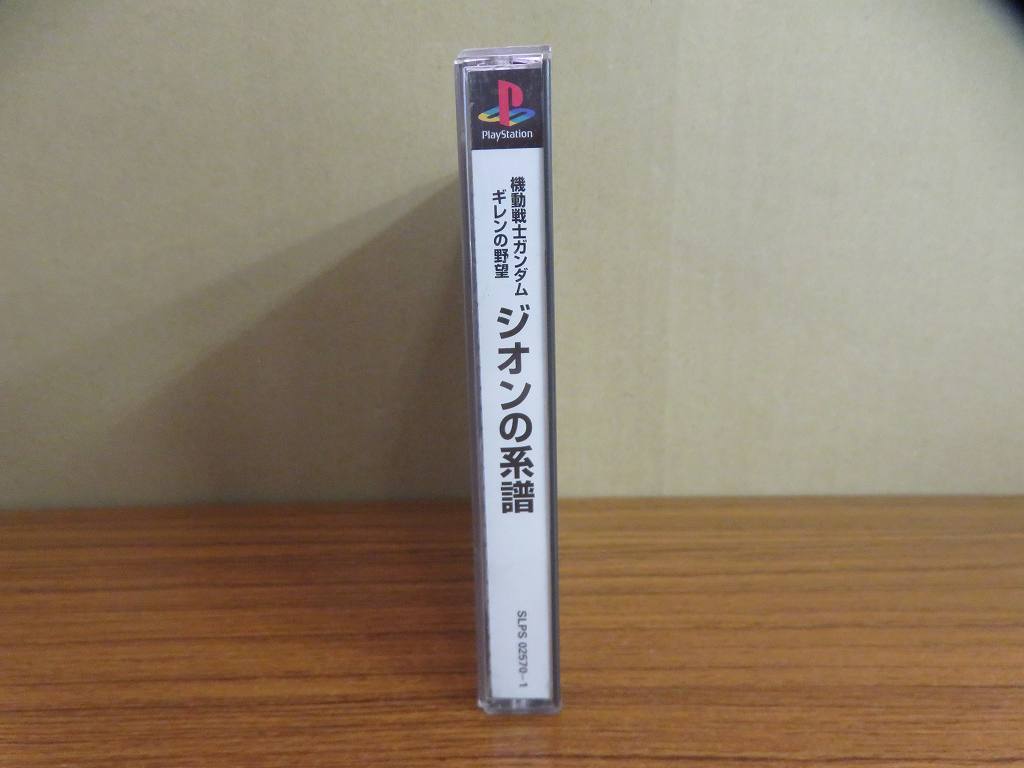 PlayStation
機動戦士ガンダム
ギレンの野望
ジオンの系譜
SLPS 02570~1